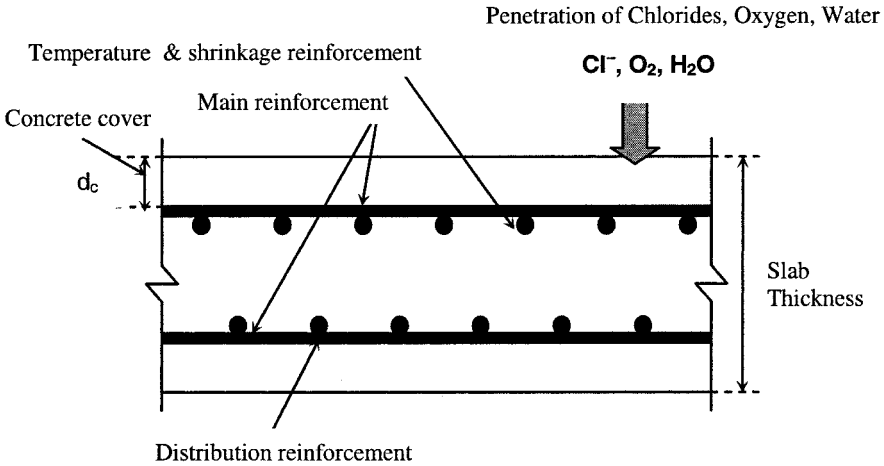 Penetration of Chlorides, Oxygen, Water
Temperature & shrinkage reinforcement
Cl⁻, O₂, H₂O
Main reinforcement
Concrete cover
dc
Slab
Thickness
Distribution reinforcement